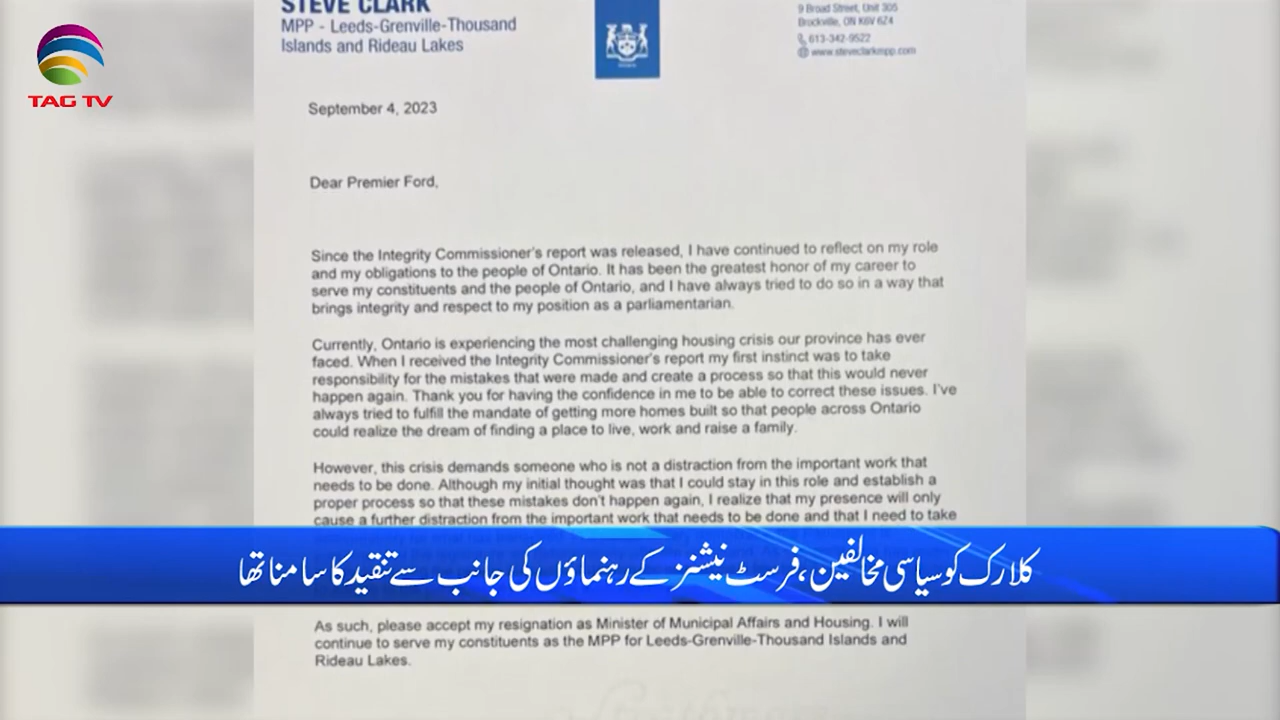 STEVE CLARK
MPP - Leeds-Grenville-Thousand
Islands and Rideau Lakes
9 Broad Street, Unit 305
Brockville, ON K6V 6Z4
613-342-9522
www.steveclarkmpp.com
TAG TV
September 4, 2023
Dear Premier Ford,
Since the Integrity Commissioner's report was released, I have continued to reflect on my role
and my obligations to the people of Ontario. It has been the greatest honor of my career to
serve my constituents and the people of Ontario, and I have always tried to do so in a way that
brings integrity and respect to my position as a parliamentarian.
Currently, Ontario is experiencing the most challenging housing crisis our province has ever
faced. When I received the Integrity Commissioner's report my first instinct was to take
responsibility for the mistakes that were made and create a process so that this would never
happen again. Thank you for having the confidence in me to be able to correct these issues. I've
always tried to fulfill the mandate of getting more homes built so that people across Ontario
could realize the dream of finding a place to live, work and raise a family.
However, this crisis demands someone who is not a distraction from the important work that
needs to be done. Although my initial thought was that I could stay in this role and establish a
proper process so that these mistakes don't happen again, I realize that my presence will only
cause a further distraction from the important work that needs to be done and that I need to take
کلارک کو سیاسی مخالفین، فرسٹ نیشنز کے رہنماؤں کی جانب سے تنقید کا سامنا تھا
As such, please accept my resignation as Minister of Municipal Affairs and Housing. I will
continue to serve my constituents as the MPP for Leeds-Grenville-Thousand Islands and
Rideau Lakes.